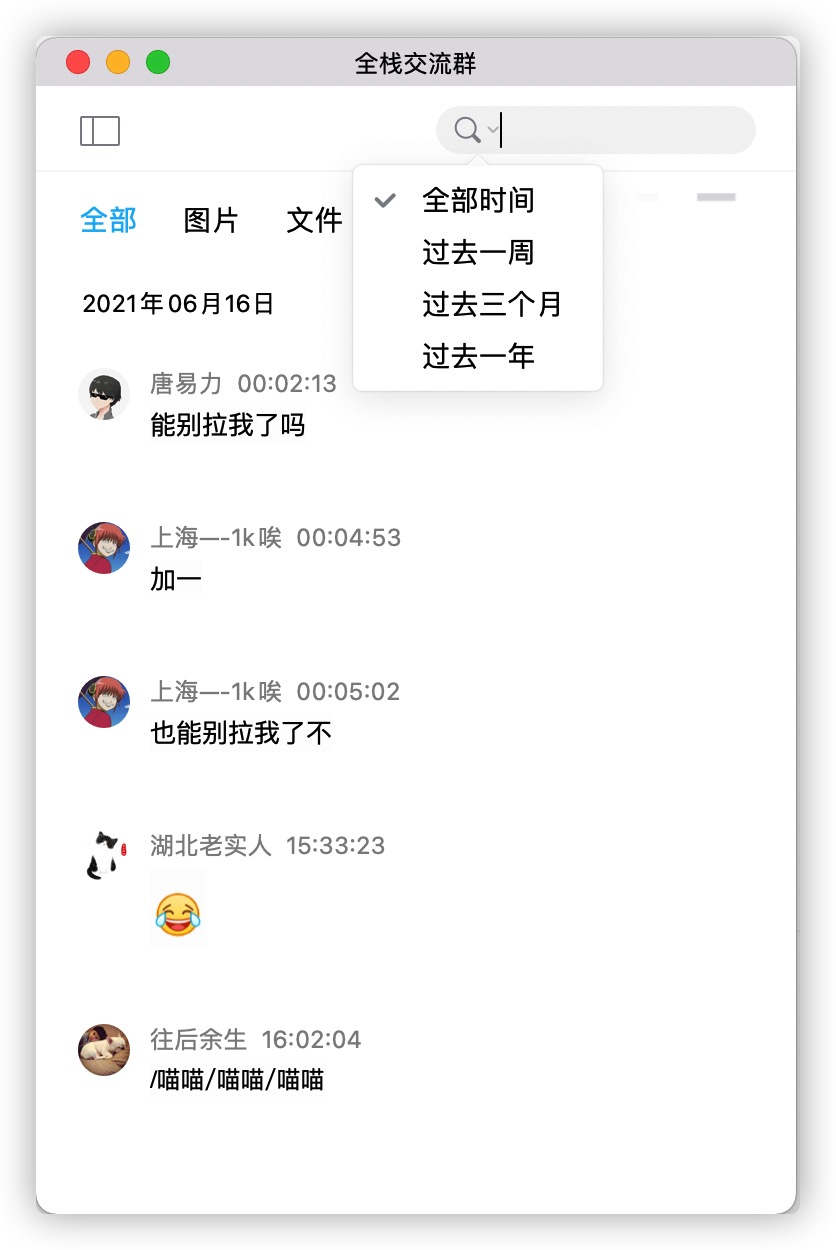 全栈交流群
全部时间
过去一周
过去三个月
过去一年
全部 图片 文件
2021年06月16日
唐易力 00:02:13
能别拉我了吗
上海—-1k唉 00:04:53
加一
上海—-1k唉 00:05:02
也能别拉我了不
湖北老实人 15:33:23
往后余生 16:02:04
/喵喵/喵喵/喵喵